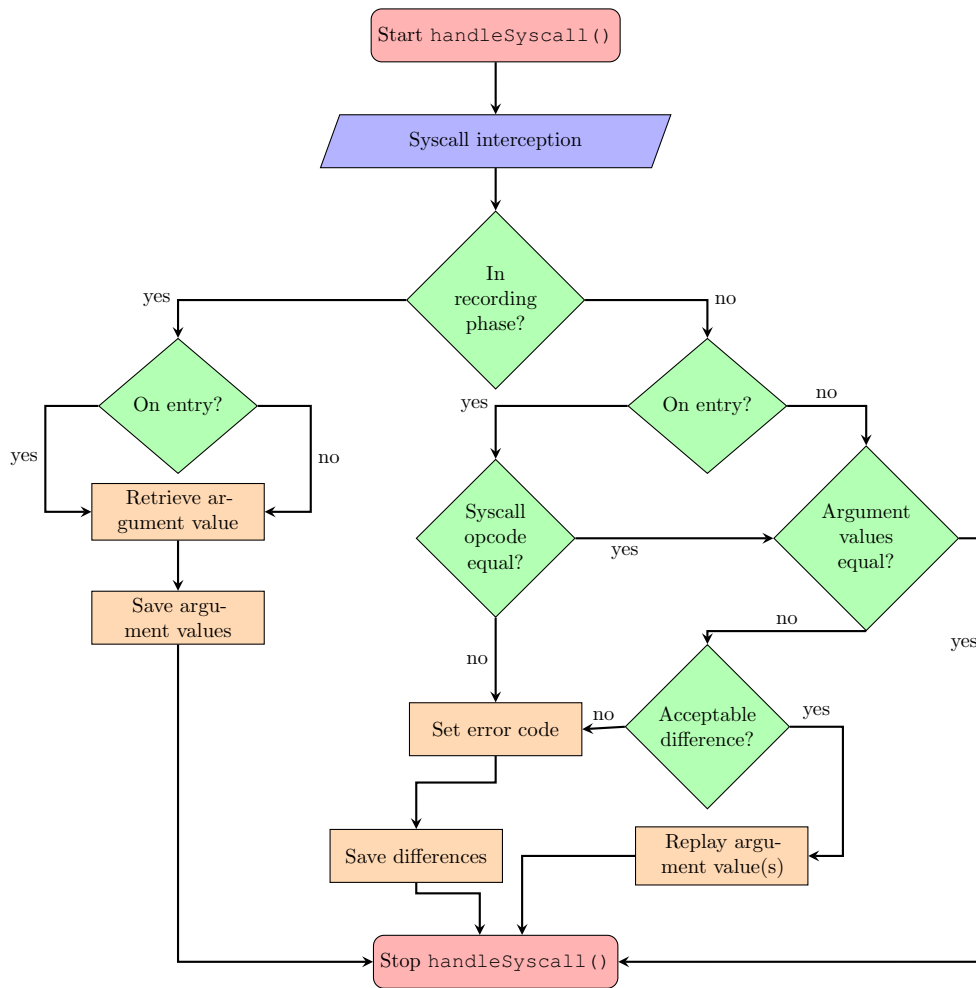 Start handleSyscall()
Syscall interception
In
recording
phase?
yes
no
On entry?
On entry?
yes
no
yes
no
Retrieve ar-
gument value
Syscall
opcode
equal?
yes
Argument
values
equal?
Save argu-
ment values
no
yes
no
Set error code
no
Acceptable
difference?
yes
Save differences
Replay argu-
ment value(s)
Stop handleSyscall()